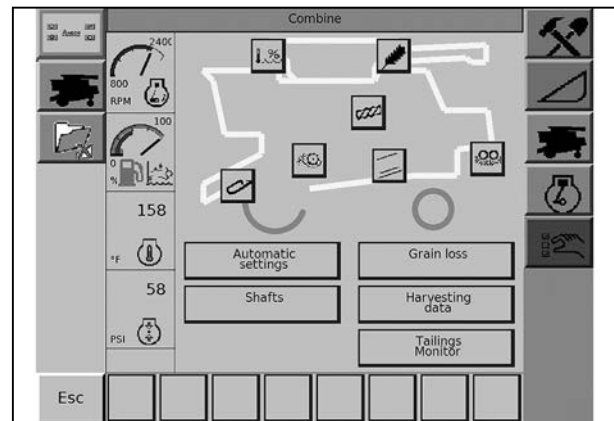 Combine
2400
800
RPM
100
0
%
158
°F
58
PSI
%
Automatic
settings
Grain loss
Shafts
Harvesting
data
Tailings
Monitor
Esc